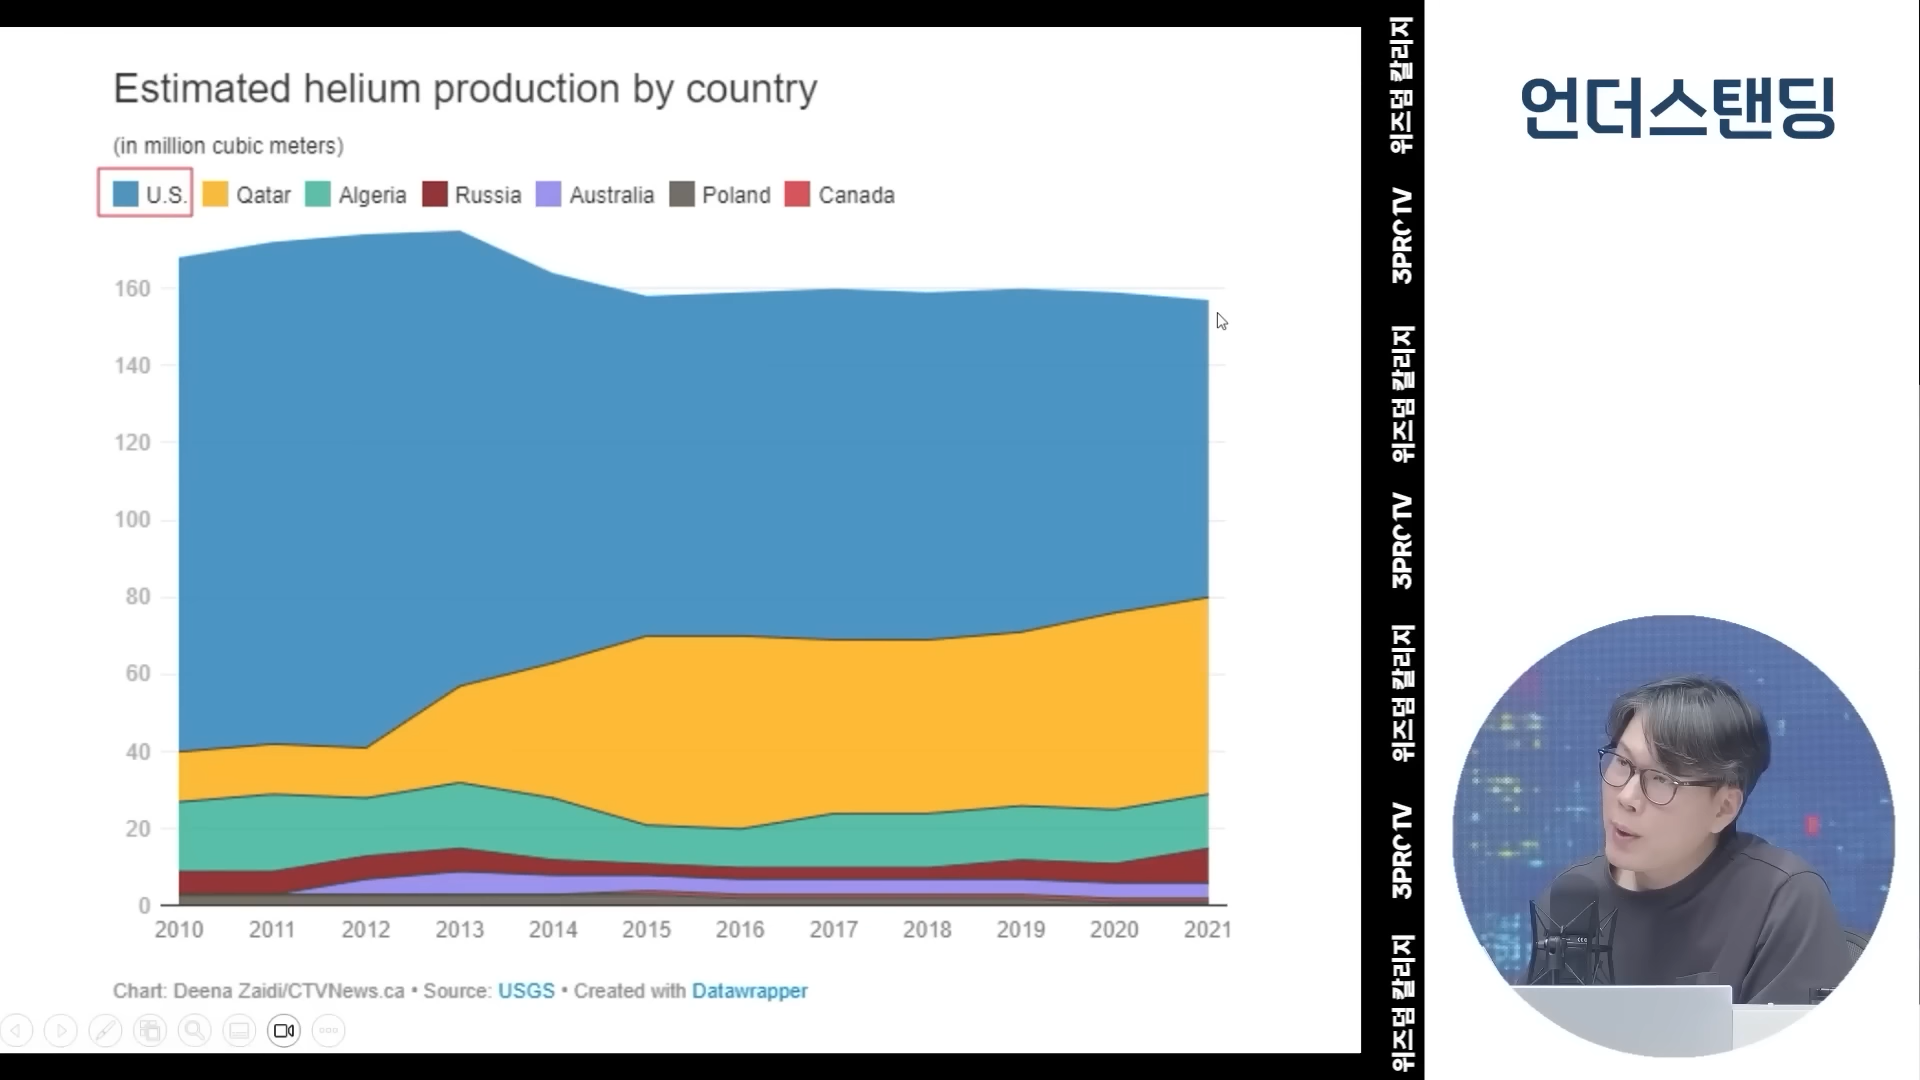 Estimated helium production by country
(in million cubic meters)
U.S. Qatar Algeria Russia Australia Poland Canada
160
140
120
100
80
60
40
20
0
2010 2011 2012 2013 2014 2015 2016 2017 2018 2019 2020 2021
Chart: Deena Zaidi/CTVNews.ca • Source: USGS • Created with Datawrapper
위즈덤 칼리지
3PROTV
위즈덤 칼리지
3PROTV
위즈덤 칼리지
3PROTV
위즈덤 칼리지
언더스탠딩